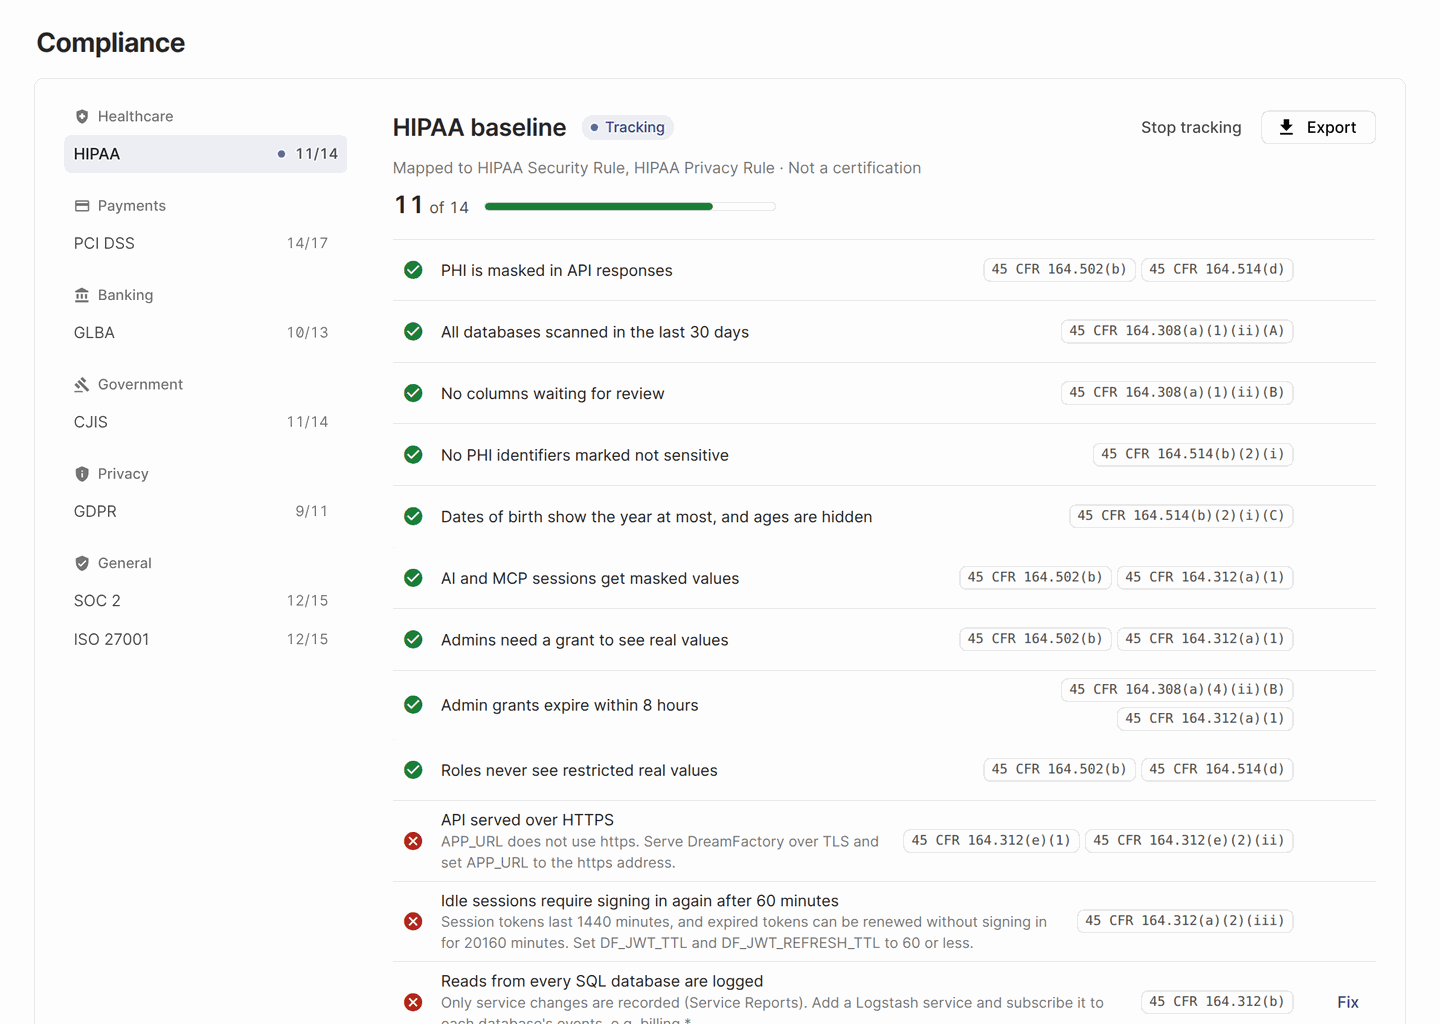 Compliance
Healthcare
HIPAA 11/14
Payments
PCI DSS 14/17
Banking
GLBA 10/13
Government
CJIS 11/14
Privacy
GDPR 9/11
General
SOC 2 12/15
ISO 27001 12/15
HIPAA baseline Tracking Stop tracking Export
Mapped to HIPAA Security Rule, HIPAA Privacy Rule · Not a certification
11 of 14
PHI is masked in API responses 45 CFR 164.502(b) 45 CFR 164.514(d)
All databases scanned in the last 30 days 45 CFR 164.308(a)(1)(ii)(A)
No columns waiting for review 45 CFR 164.308(a)(1)(ii)(B)
No PHI identifiers marked not sensitive 45 CFR 164.514(b)(2)(i)
Dates of birth show the year at most, and ages are hidden 45 CFR 164.514(b)(2)(i)(C)
AI and MCP sessions get masked values 45 CFR 164.502(b) 45 CFR 164.312(a)(1)
Admins need a grant to see real values 45 CFR 164.502(b) 45 CFR 164.312(a)(1)
Admin grants expire within 8 hours 45 CFR 164.308(a)(4)(ii)(B)
45 CFR 164.312(a)(1)
Roles never see restricted real values 45 CFR 164.502(b) 45 CFR 164.514(d)
API served over HTTPS
APP_URL does not use https. Serve DreamFactory over TLS and 45 CFR 164.312(e)(1) 45 CFR 164.312(e)(2)(ii)
set APP_URL to the https address.
Idle sessions require signing in again after 60 minutes
Session tokens last 1440 minutes, and expired tokens can be renewed without signing in 45 CFR 164.312(a)(2)(iii)
for 20160 minutes. Set DF_JWT_TTL and DF_JWT_REFRESH_TTL to 60 or less.
Reads from every SQL database are logged
Only service changes are recorded (Service Reports). Add a Logstash service and subscribe it to 45 CFR 164.312(b) Fix
each database's events, e.g. billing.*